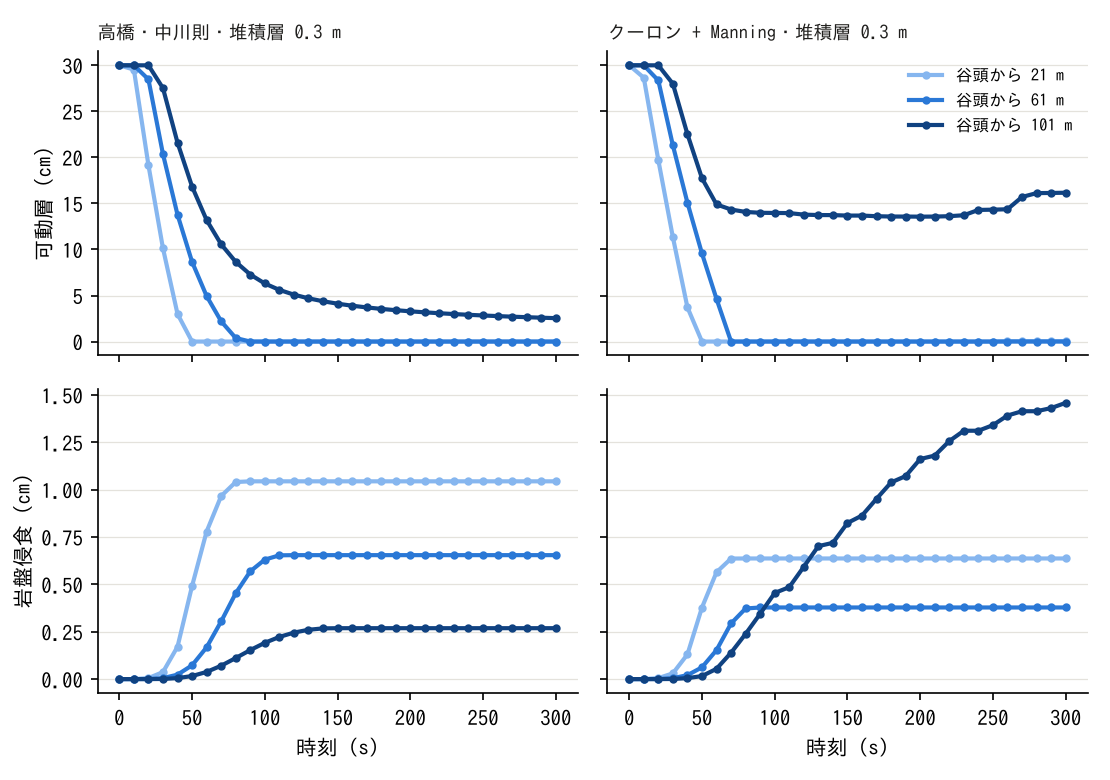 高橋・中川則・堆積層 0.3 m
クーロン + Manning・堆積層 0.3 m
可動層 (cm)
30
25
20
15
10
5
0
谷頭から 21 m
谷頭から 61 m
谷頭から 101 m
岩盤侵食 (cm)
1.50
1.25
1.00
0.75
0.50
0.25
0.00
0 50 100 150 200 250 300
時刻 (s)
0 50 100 150 200 250 300
時刻 (s)